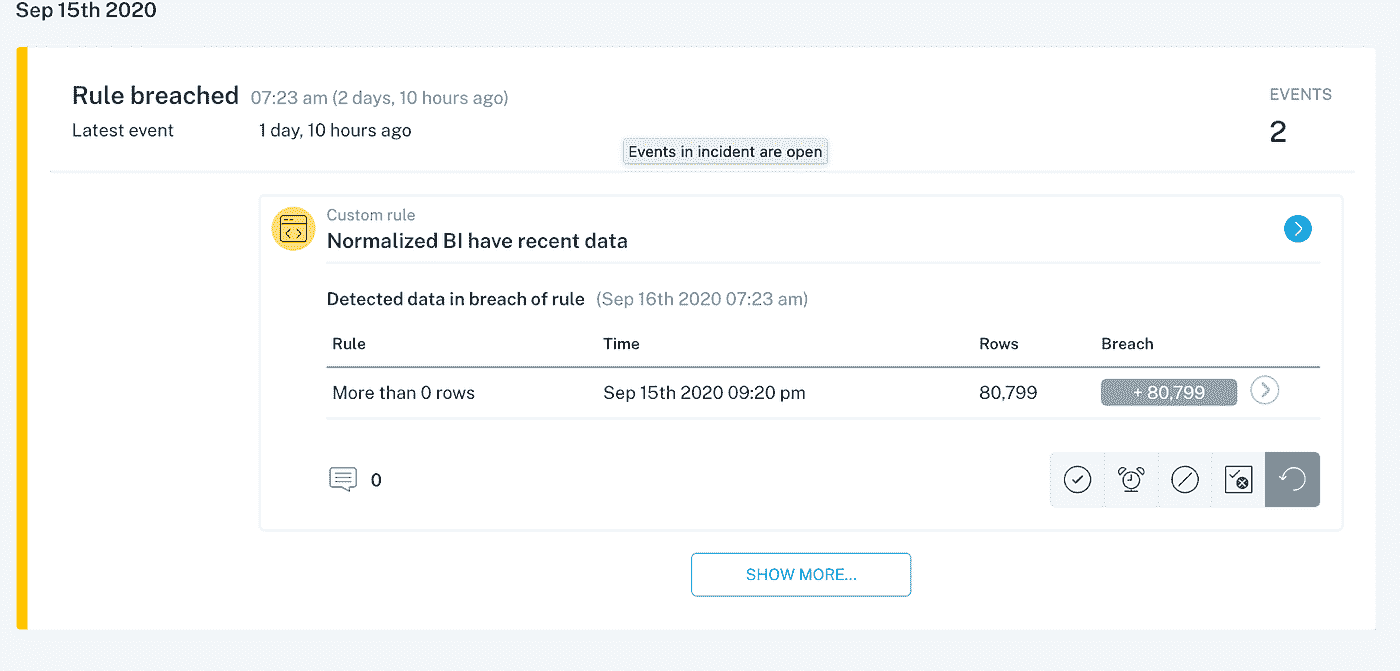 Sep 15th 2020
Rule breached 07:23 am (2 days, 10 hours ago)
EVENTS
Latest event 1 day, 10 hours ago
2
Events in incident are open
Custom rule
Normalized BI have recent data
Detected data in breach of rule (Sep 16th 2020 07:23 am)
Rule Time Rows Breach
More than 0 rows Sep 15th 2020 09:20 pm 80,799 + 80,799
0
SHOW MORE...